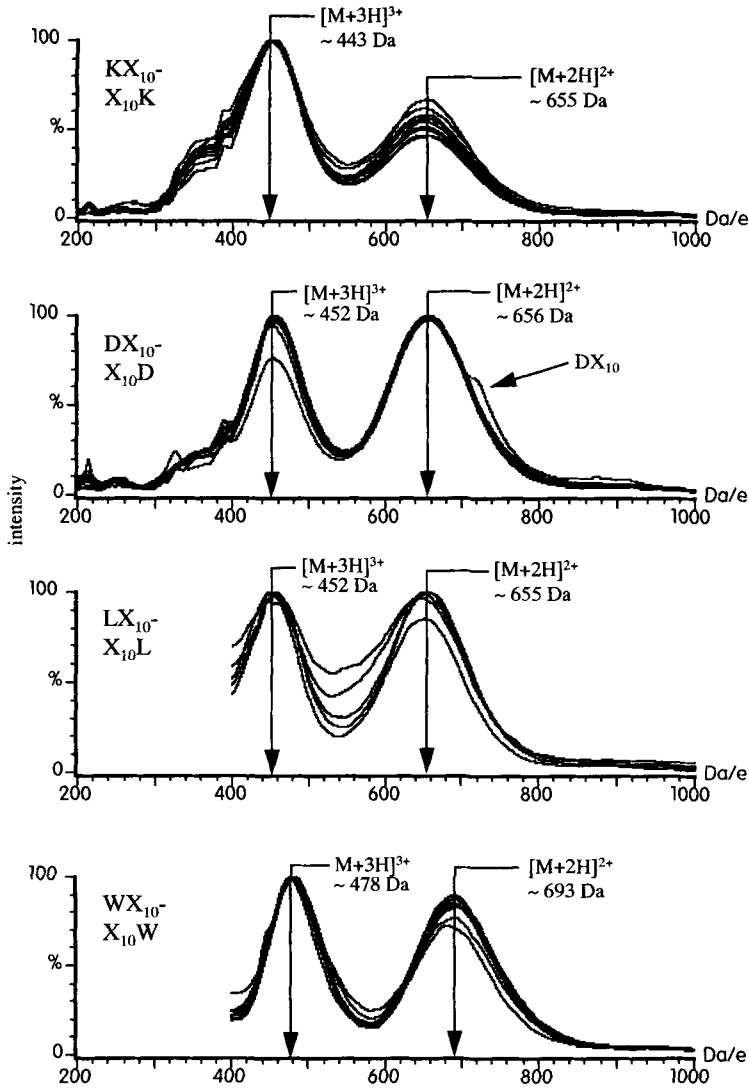 [M+3H]³⁺
~ 443 Da
[M+2H]²⁺
~ 655 Da
KX₁₀-
X₁₀K
100
%
0
200 400 600 800 1000 Da/e
[M+3H]³⁺
~ 452 Da
[M+2H]²⁺
~ 656 Da
DX₁₀-
X₁₀D
DX₁₀
100
%
0
200 400 600 800 1000 Da/e
intensity
[M+3H]³⁺
~ 452 Da
[M+2H]²⁺
~ 655 Da
LX₁₀-
X₁₀L
100
%
0
200 400 600 800 1000 Da/e
M+3H]³⁺
~ 478 Da
[M+2H]²⁺
~ 693 Da
WX₁₀-
X₁₀W
100
%
0
200 400 600 800 1000 Da/e